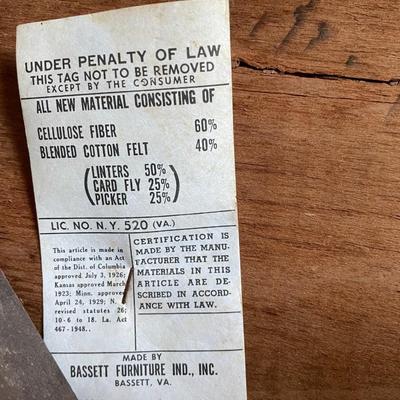 UNDER PENALTY OF LAW
THIS TAG NOT TO BE REMOVED
EXCEPT BY THE CONSUMER
ALL NEW MATERIAL CONSISTING OF
CELLULOSE FIBER 60%
BLENDED COTTON FELT 40%
(LINTERS 50%
CARD FLY 25%
PICKER 25%)
LIC. NO. N.Y. 520 (VA.)
This article is made in
compliance with an Act
of the Dist. of Columbia
approved July 3, 1926;
Kansas approved March
1923; Minn. approved
April 24, 1929; N.
revised statutes 26;
10-6 to 18. La. Act
467-1948..
CERTIFICATION IS
MADE BY THE MANU-
FACTURER THAT THE
MATERIALS IN THIS
ARTICLE ARE DE-
SCRIBED IN ACCORD-
ANCE WITH LAW.
MADE BY
BASSETT FURNITURE IND., INC.
BASSETT, VA.